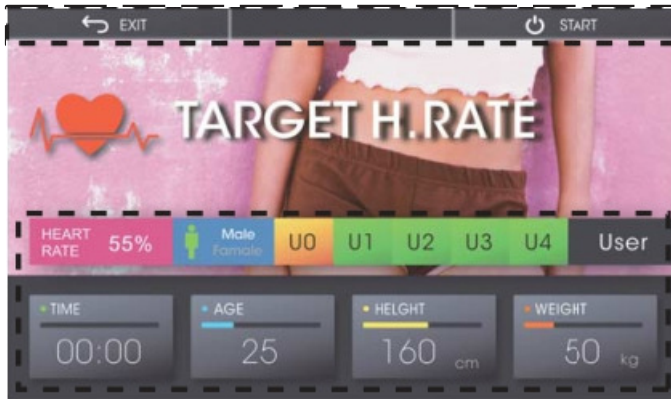 EXIT START
TARGET H.RATE
HEART RATE 55% Male Famale U0 U1 U2 U3 U4 User
TIME AGE HELGHT WEIGHT
00:00 25 160 cm 50 kg